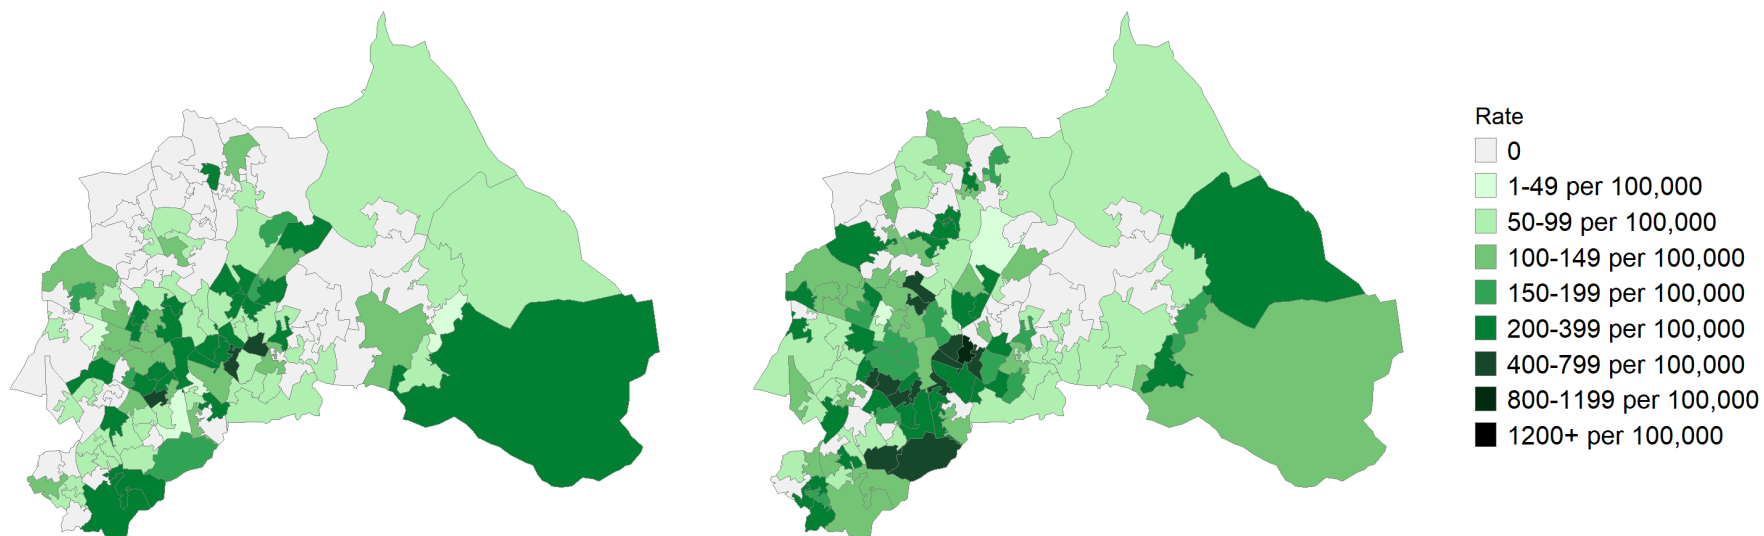 Rate
0
1-49 per 100,000
50-99 per 100,000
100-149 per 100,000
150-199 per 100,000
200-399 per 100,000
400-799 per 100,000
800-1199 per 100,000
1200+ per 100,000